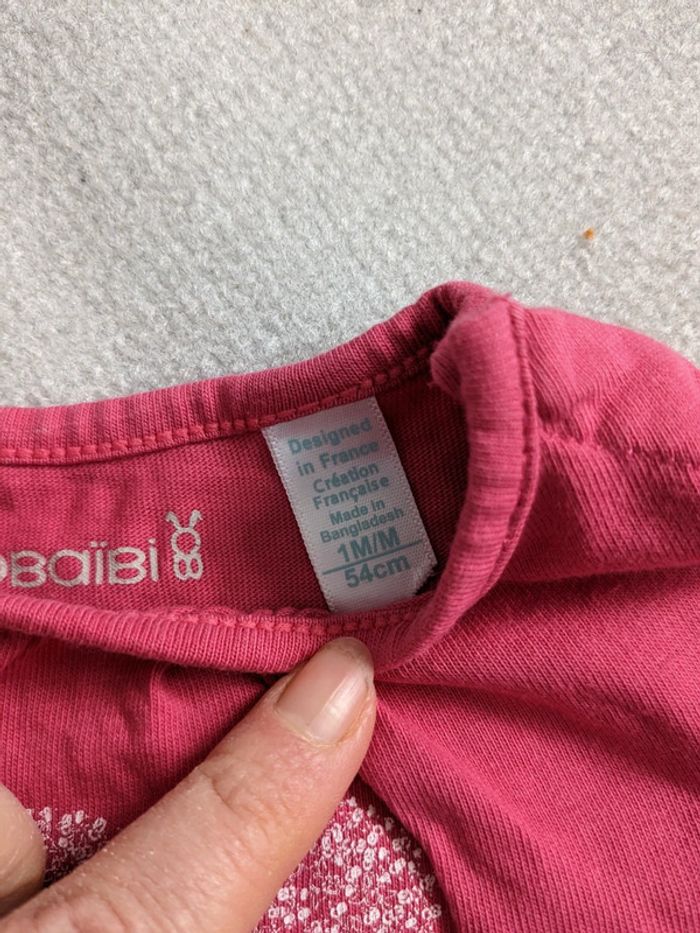 Designed
in France
Création
Française
Made in
Bangladesh
1M/M
54cm
OBaïBi